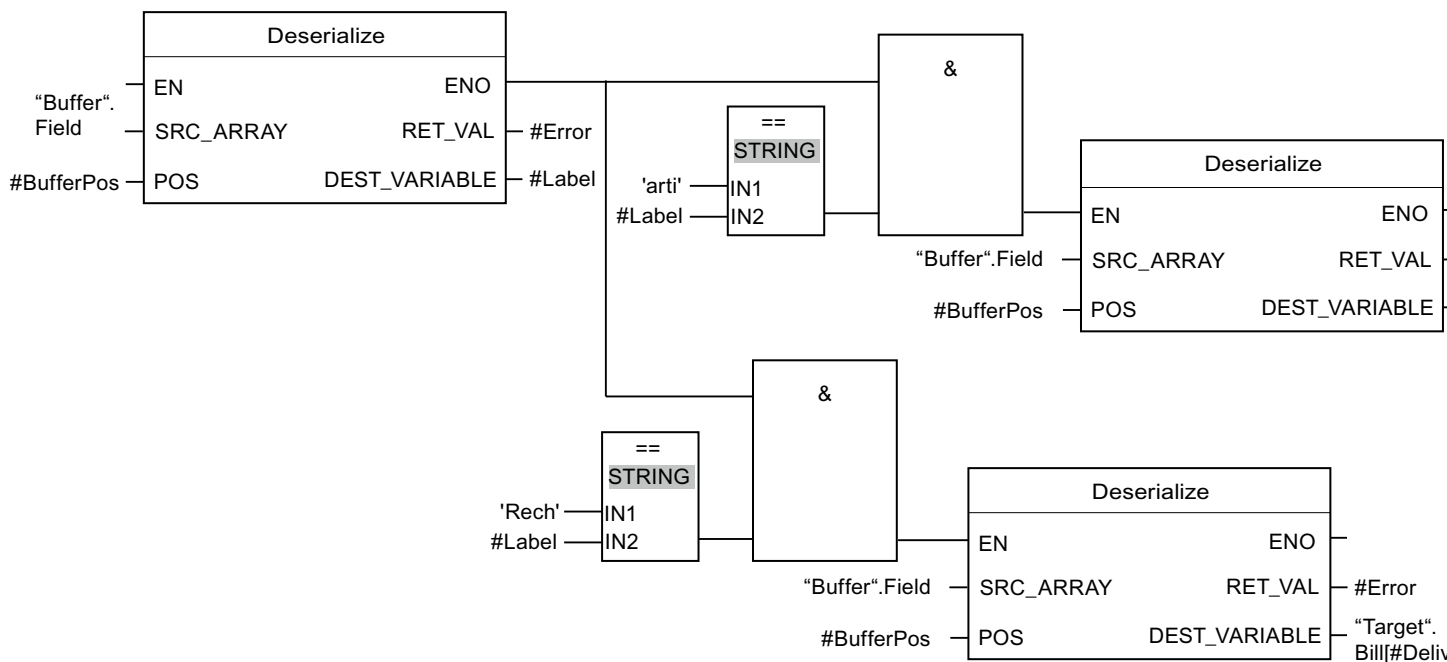 Deserialize
EN
ENO
“Buffer“.
Field
SRC_ARRAY
RET_VAL
#Error
#BufferPos
POS
DEST_VARIABLE
#Label
&
==
STRING
'arti'
IN1
#Label
IN2
Deserialize
EN
ENO
“Buffer“.Field
SRC_ARRAY
RET_VAL
#BufferPos
POS
DEST_VARIABLE
&
==
STRING
'Rech'
IN1
#Label
IN2
Deserialize
EN
ENO
“Buffer“.Field
SRC_ARRAY
RET_VAL
#Error
#BufferPos
POS
DEST_VARIABLE
“Target“.
Bill[#Deliv